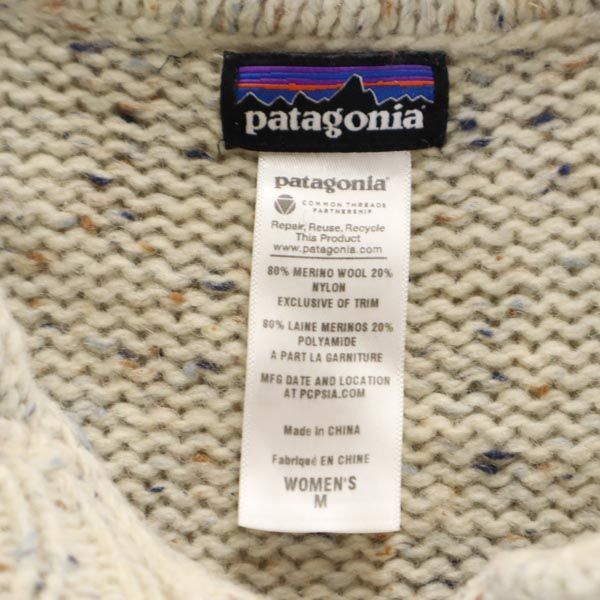 patagonia®
patagonia®
COMMON THREADS
PARTNERSHIP
Repair, Reuse, Recycle
This Product
www.patagonia.com
80% MERINO WOOL 20%
NYLON
EXCLUSIVE OF TRIM
80% LAINE MERINOS 20%
POLYAMIDE
A PART LA GARNITURE
MFG DATE AND LOCATION
AT PCPSIA.COM
Made in CHINA
Fabriqué EN CHINE
WOMEN'S
M